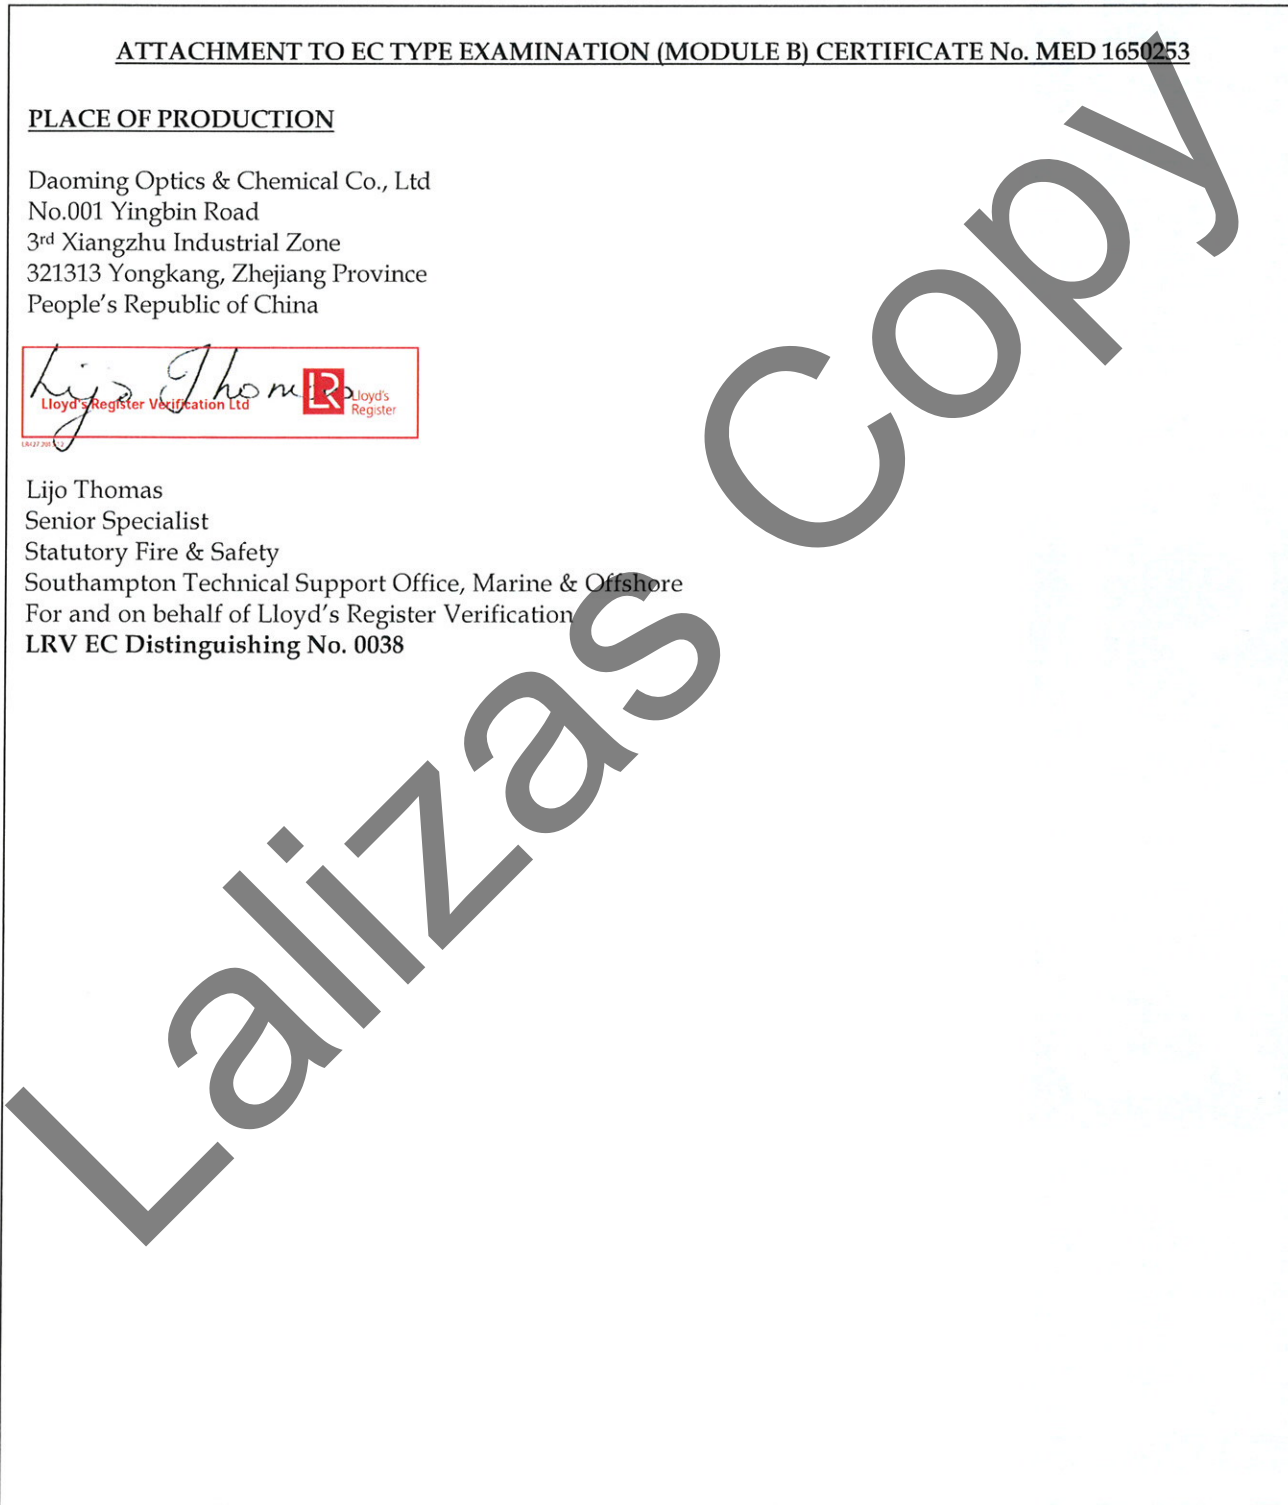 ATTACHMENT TO EC TYPE EXAMINATION (MODULE B) CERTIFICATE No. MED 1650253
PLACE OF PRODUCTION
Daoming Optics & Chemical Co., Ltd
No.001 Yingbin Road
3rd Xiangzhu Industrial Zone
321313 Yongkang, Zhejiang Province
People's Republic of China
Lijo Thomas
Lloyd's Register Verification Ltd
LR
Lloyd's
Register
Lijo Thomas
Senior Specialist
Statutory Fire & Safety
Southampton Technical Support Office, Marine & Offshore
For and on behalf of Lloyd's Register Verification
LRV EC Distinguishing No. 0038
Lalizas Copy